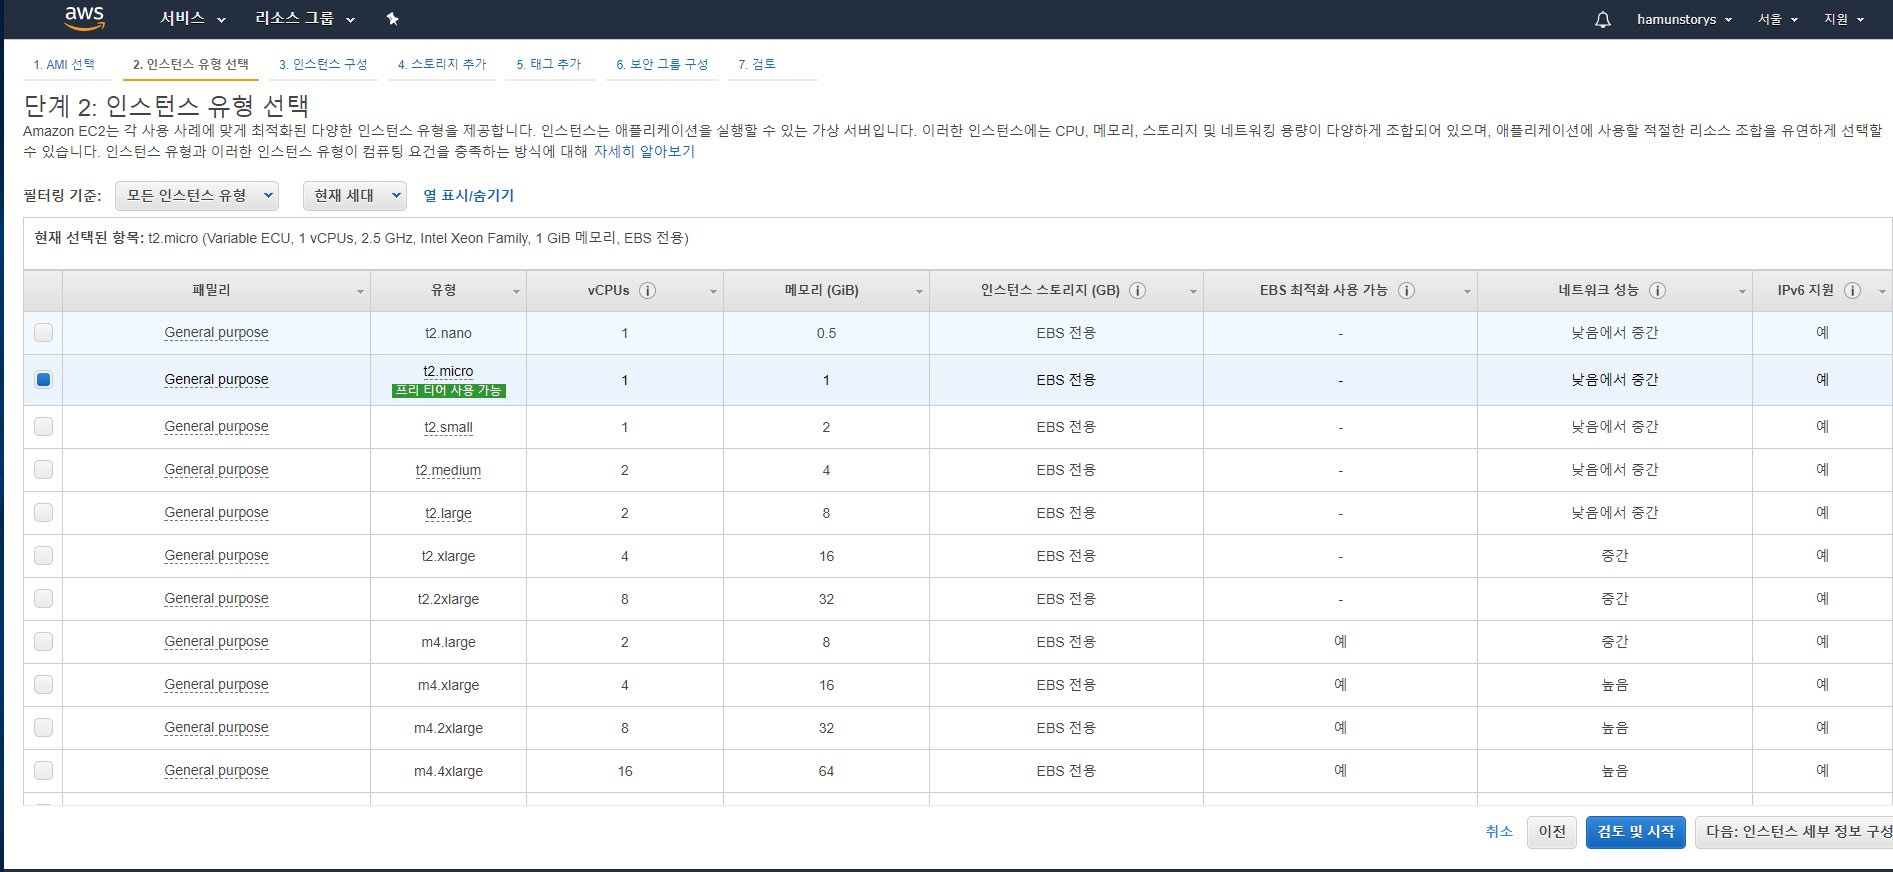 aws 서비스 리소스 그룹 hamunstorys 서울 지원
1. AMI 선택 2. 인스턴스 유형 선택 3. 인스턴스 구성 4. 스토리지 추가 5. 태그 추가 6. 보안 그룹 구성 7. 검토
단계 2: 인스턴스 유형 선택
Amazon EC2는 각 사용 사례에 맞게 최적화된 다양한 인스턴스 유형을 제공합니다. 인스턴스는 애플리케이션을 실행할 수 있는 가상 서버입니다. 이러한 인스턴스에는 CPU, 메모리, 스토리지 및 네트워킹 용량이 다양하게 조합되어 있으며, 애플리케이션에 사용할 적절한 리소스 조합을 유연하게 선택할
수 있습니다. 인스턴스 유형과 이러한 인스턴스 유형이 컴퓨팅 요건을 충족하는 방식에 대해 자세히 알아보기
필터링 기준: 모든 인스턴스 유형 현재 세대 열 표시/숨기기
현재 선택된 항목: t2.micro (Variable ECU, 1 vCPUs, 2.5 GHz, Intel Xeon Family, 1 GiB 메모리, EBS 전용)
패밀리 유형 vCPUs i 메모리 (GiB) 인스턴스 스토리지 (GB) i EBS 최적화 사용 가능 i 네트워크 성능 i IPv6 지원 i
General purpose t2.nano 1 0.5 EBS 전용 - 낮음에서 중간 예
General purpose t2.micro 1 1 EBS 전용 - 낮음에서 중간 예
프리 티어 사용 가능
General purpose t2.small 1 2 EBS 전용 - 낮음에서 중간 예
General purpose t2.medium 2 4 EBS 전용 - 낮음에서 중간 예
General purpose t2.large 2 8 EBS 전용 - 낮음에서 중간 예
General purpose t2.xlarge 4 16 EBS 전용 - 중간 예
General purpose t2.2xlarge 8 32 EBS 전용 - 중간 예
General purpose m4.large 2 8 EBS 전용 예 중간 예
General purpose m4.xlarge 4 16 EBS 전용 예 높음 예
General purpose m4.2xlarge 8 32 EBS 전용 예 높음 예
General purpose m4.4xlarge 16 64 EBS 전용 예 높음 예
취소 이전 검토 및 시작 다음: 인스턴스 세부 정보 구성